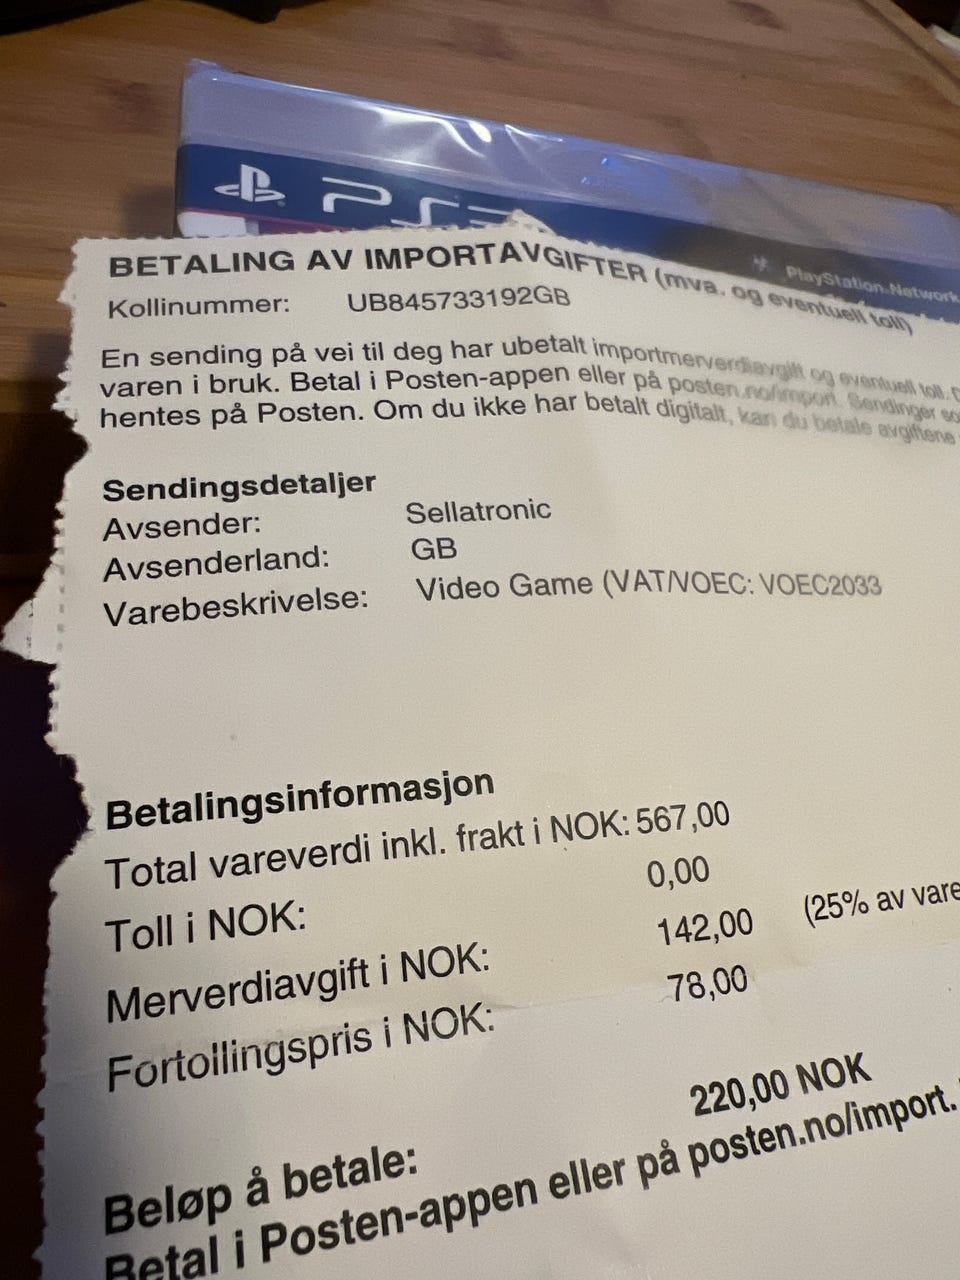 PS3
PlayStation.Network
BETALING AV IMPORTAVGIFTER (mva. og eventuell toll)
Kollinummer: UB845733192GB
En sending på vei til deg har ubetalt importmerverdiavgift og eventuell toll.
varen i bruk. Betal i Posten-appen eller på posten.no/import. Sendinger
hentes på Posten. Om du ikke har betalt digitalt, kan du betale avgiftene
Sendingsdetaljer
Avsender: Sellatronic
Avsenderland: GB
Varebeskrivelse: Video Game (VAT/VOEC: VOEC2033
Betalingsinformasjon
Total vareverdi inkl. frakt i NOK: 567,00
Toll i NOK: 0,00
Merverdiavgift i NOK: 142,00 (25% av vare
Fortollingspris i NOK: 78,00
Beløp å betale: 220,00 NOK
Betal i Posten-appen eller på posten.no/import.